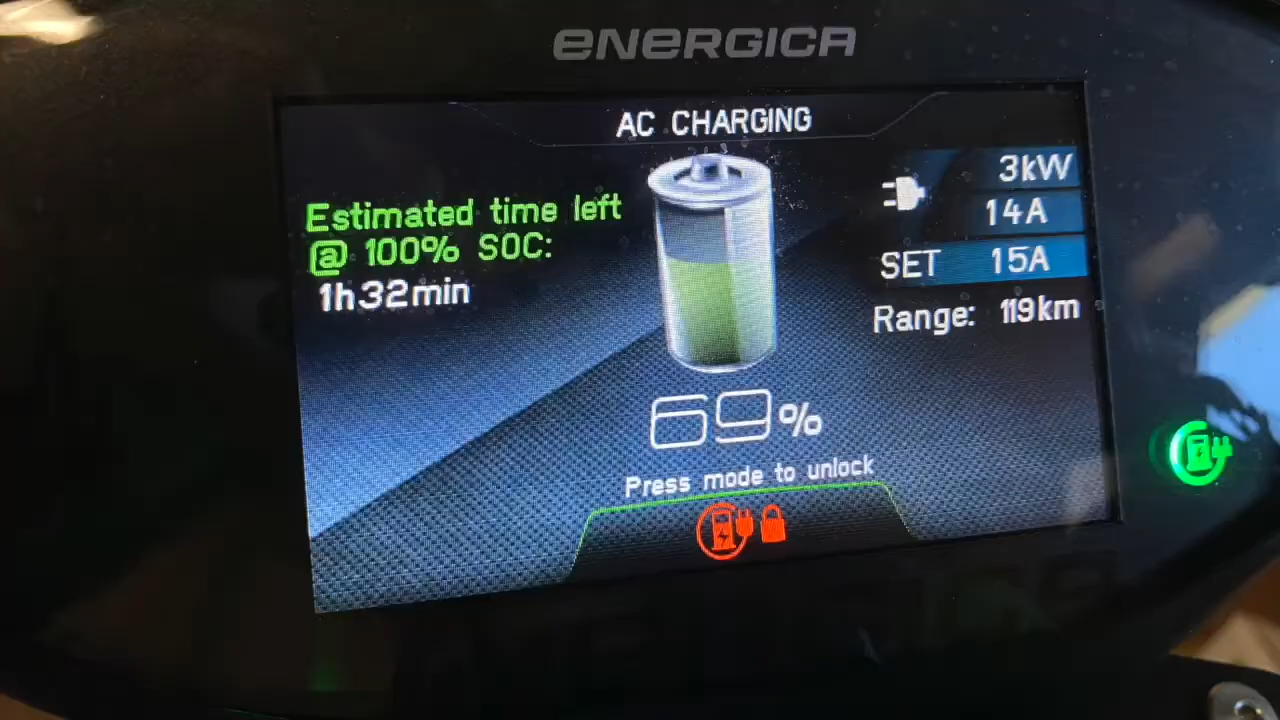 ENERGICA
AC CHARGING
Estimated time left
@ 100% SOC:
1h32min
3kW
14A
SET 15A
Range: 119km
69%
Press mode to unlock